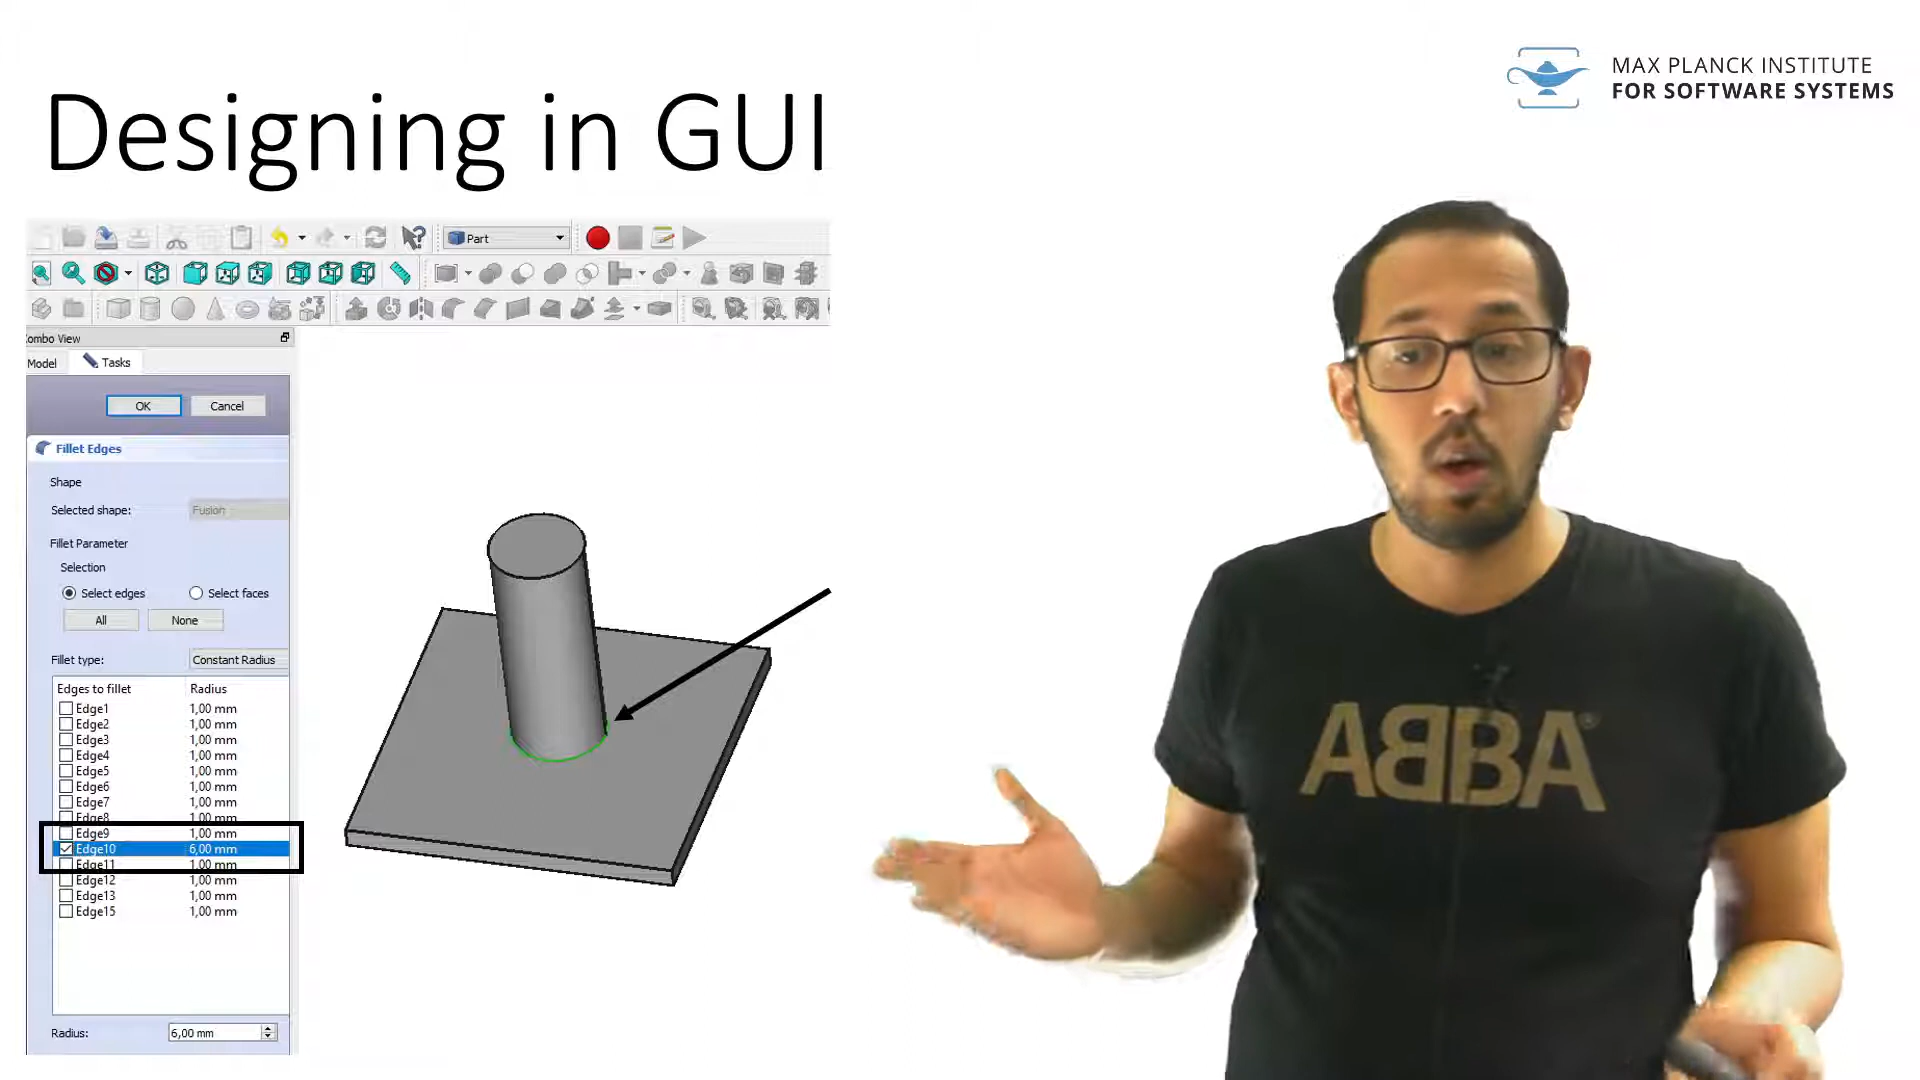 MAX PLANCK INSTITUTE
FOR SOFTWARE SYSTEMS
Designing in GUI
Part
ombo View
Model
Tasks
OK
Cancel
Fillet Edges
Shape
Selected shape:
Fusion
Fillet Parameter
Selection
Select edges
Select faces
All
None
Fillet type:
Constant Radius
Edges to fillet
Radius
Edge1 1,00 mm
Edge2 1,00 mm
Edge3 1,00 mm
Edge4 1,00 mm
Edge5 1,00 mm
Edge6 1,00 mm
Edge7 1,00 mm
Edge8 1,00 mm
Edge9 1,00 mm
Edge10 6,00 mm
Edge11 1,00 mm
Edge12 1,00 mm
Edge13 1,00 mm
Edge15 1,00 mm
Radius:
6,00 mm
ABBA
®